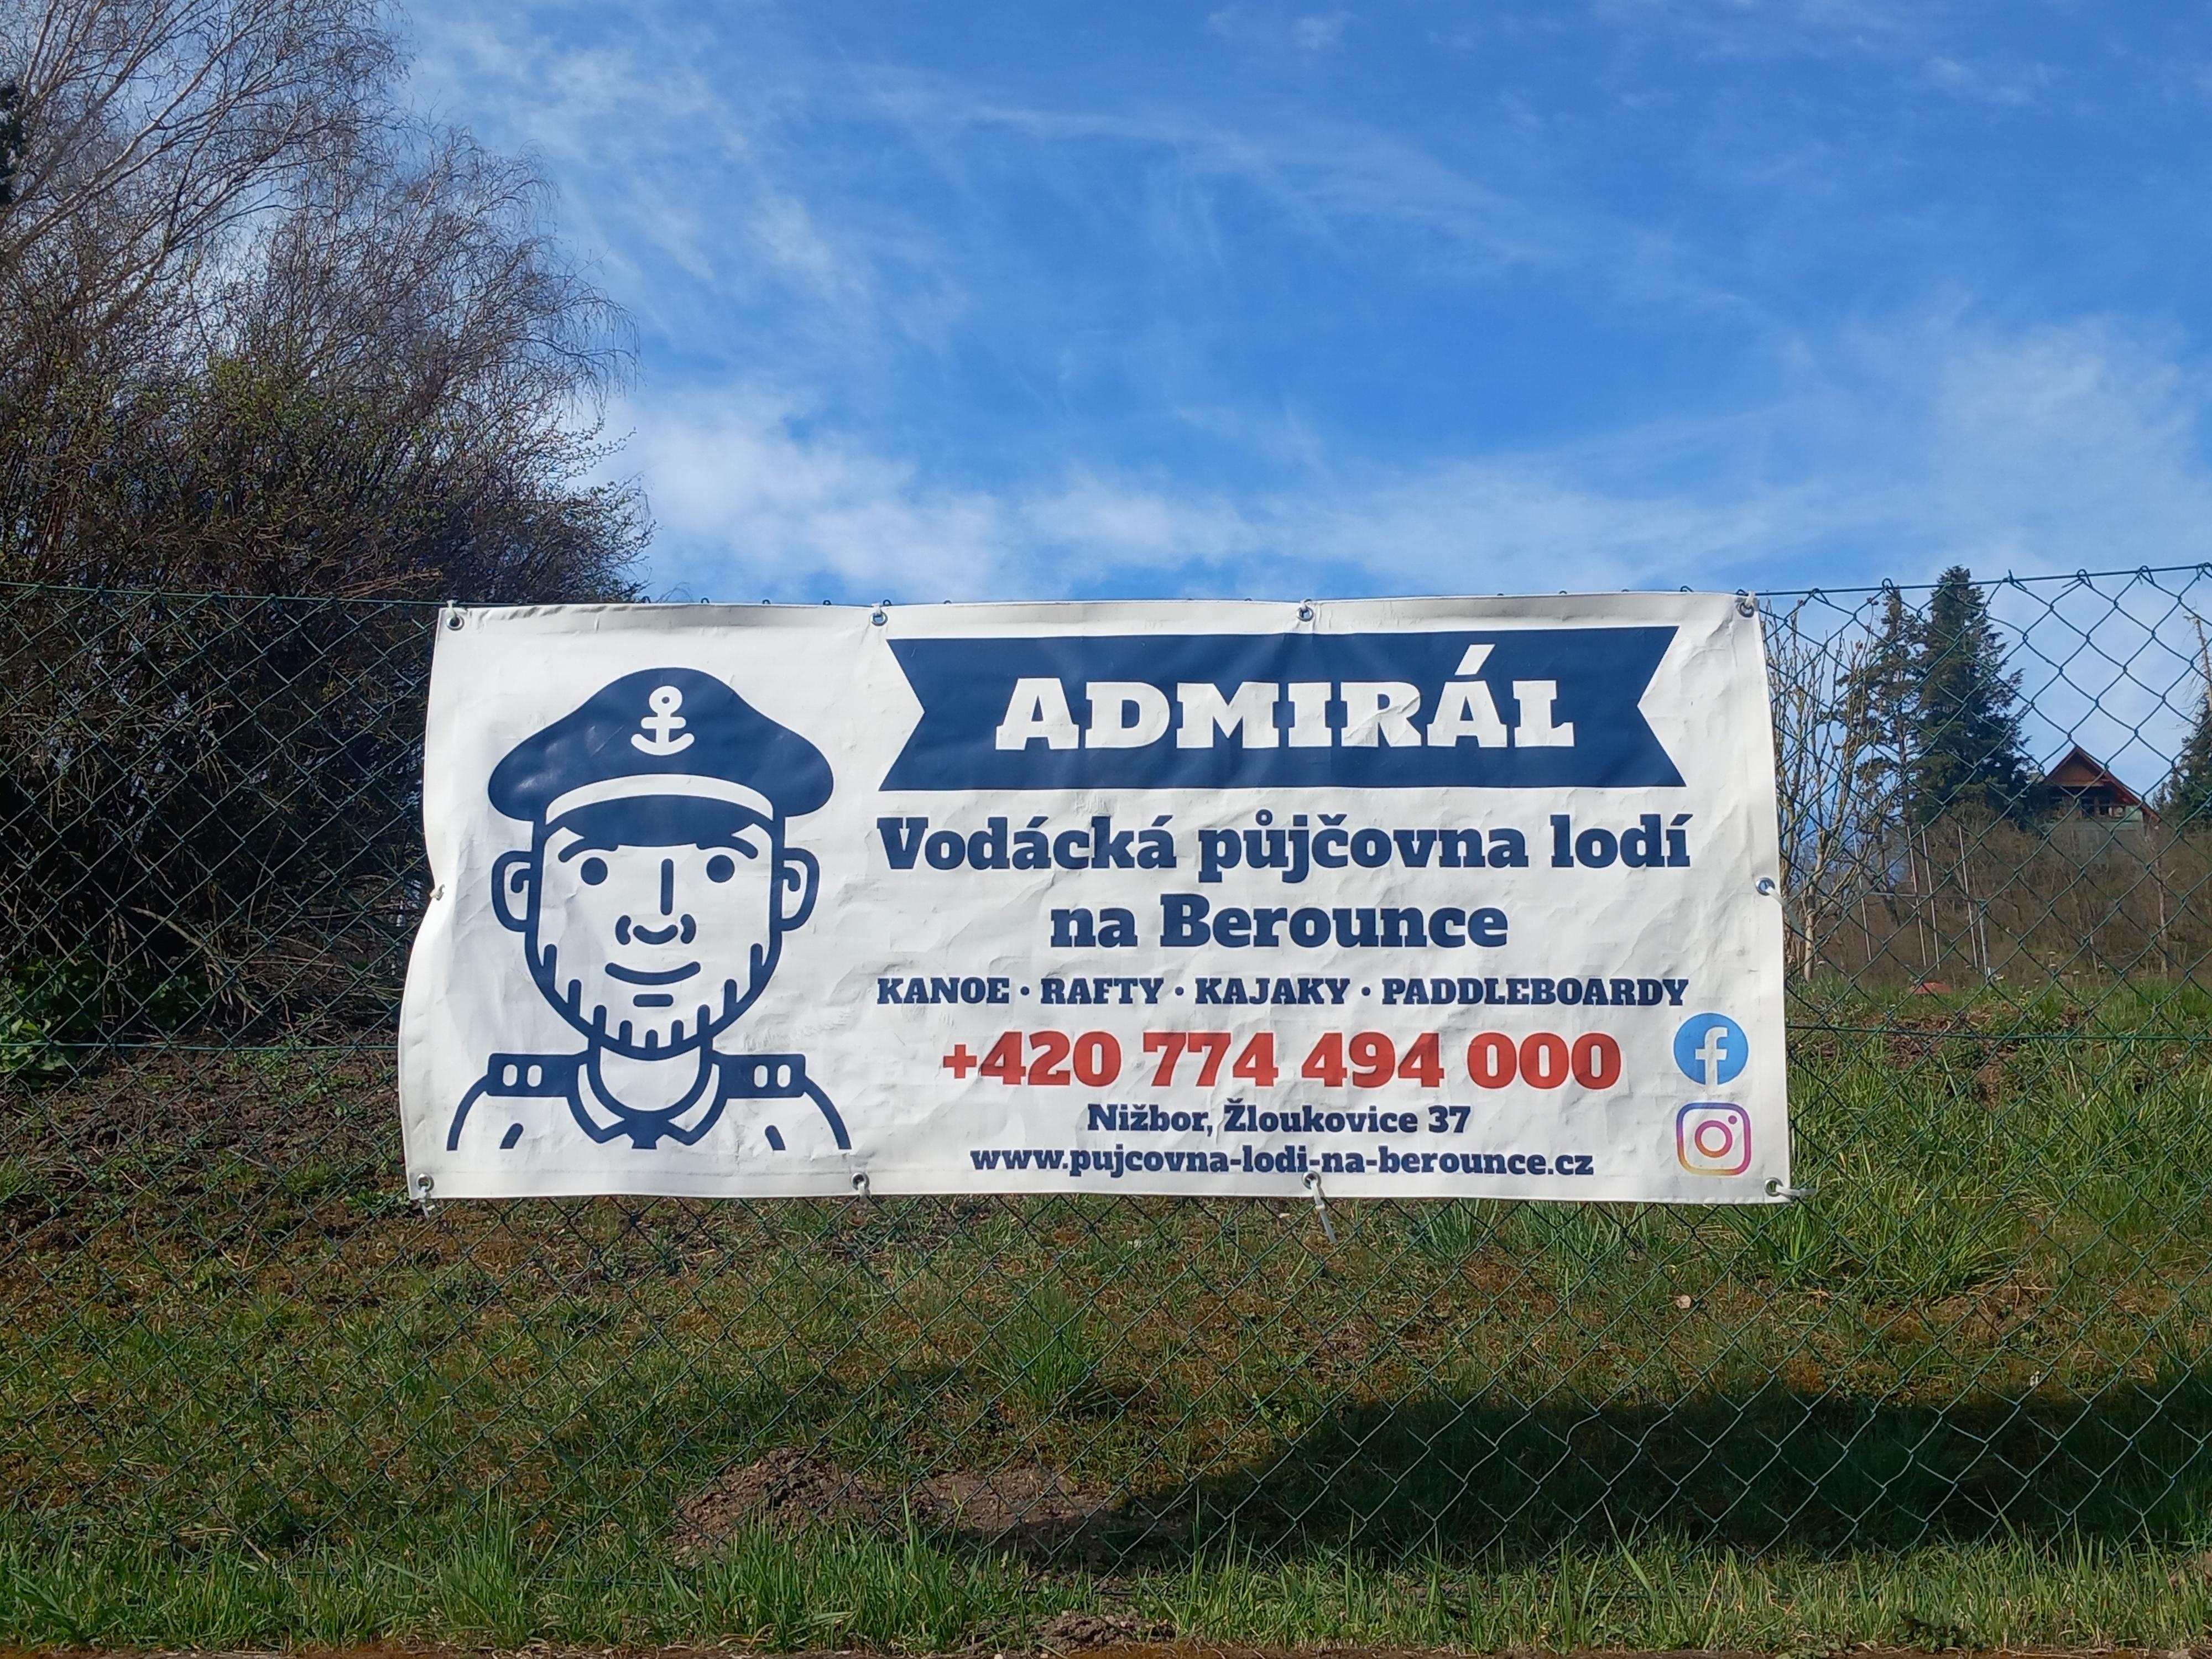 ADMIRÁL
Vodácká půjčovna lodí
na Berounce
KANOE • RAFTY • KAJAKY • PADDLEBOARDY
+420 774 494 000
Nižbor, Žloukovice 37
www.pujcovna-lodi-na-berounce.cz